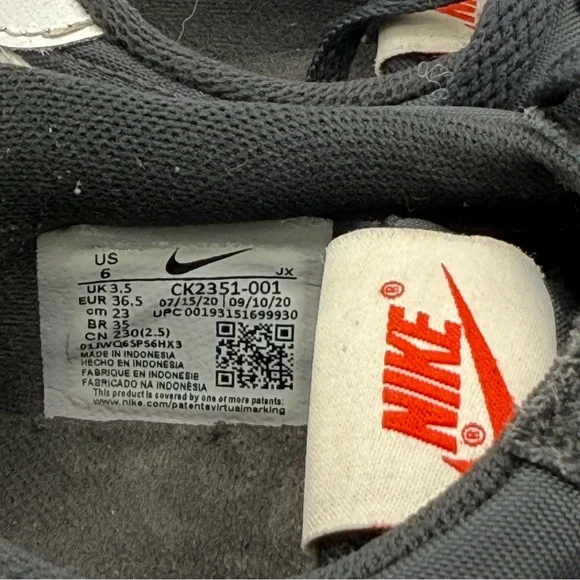 US
6
JX
UK 3.5
CK2351-001
EUR 36.5
07/15/20 09/10/20
cm 23
UPC 00193151699930
BR 35
CN 230(2.5)
01JWQ6SPS6HX3
MADE IN INDONESIA
HECHO EN INDONESIA
FABRIQUE EN INDONESIE
FABRICADO NA INDONESIA
This product is covered by one or more patents:
www.nike.com/patentsvirtualmarking
NIKE
®
®